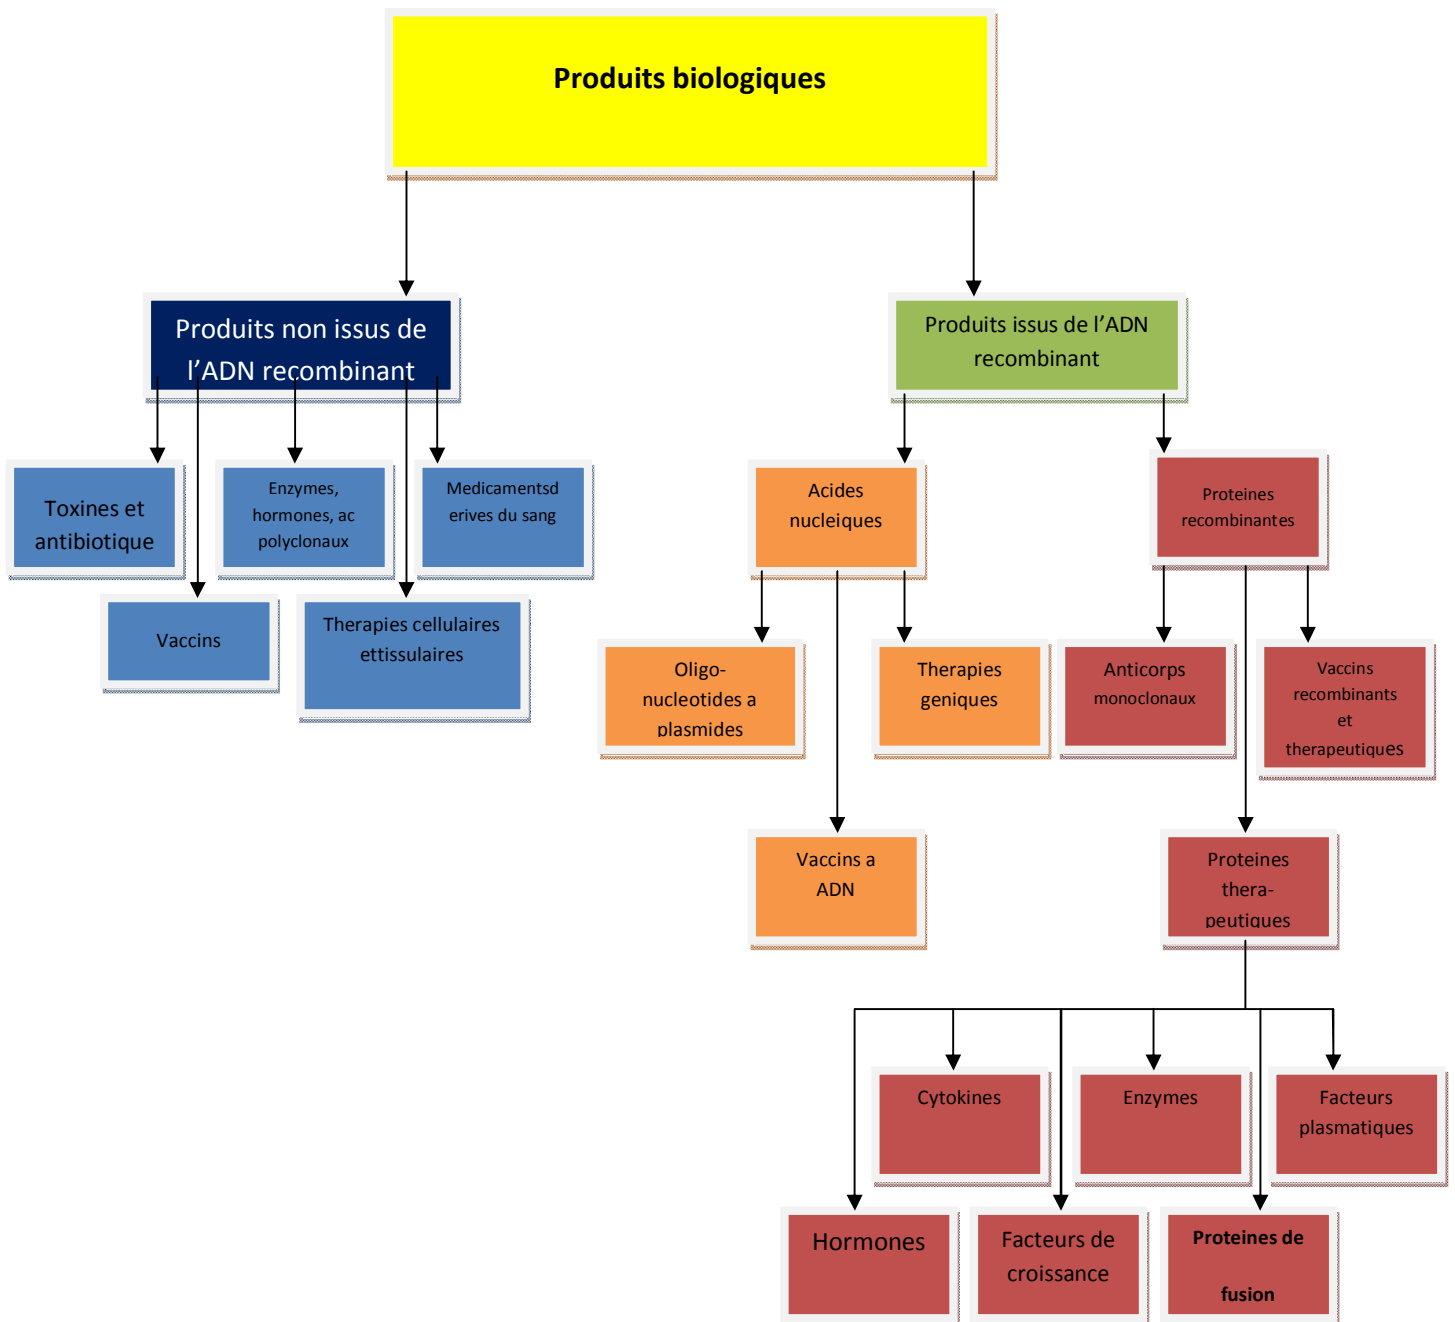 Produits biologiques
Produits non issus de
l’ADN recombinant
Produits issus de l’ADN
recombinant
Toxines et
antibiotique
Enzymes,
hormones, ac
polyclonaux
Medicamentsd
erives du sang
Vaccins
Therapies cellulaires
ettissulaires
Acides
nucleiques
Proteines
recombinantes
Oligo-
nucleotides a
plasmides
Therapies
geniques
Anticorps
monoclonaux
Vaccins
recombinants
et
therapeutiques
Vaccins a
ADN
Proteines
thera-
peutiques
Cytokines
Enzymes
Facteurs
plasmatiques
Hormones
Facteurs de
croissance
Proteines de
fusion